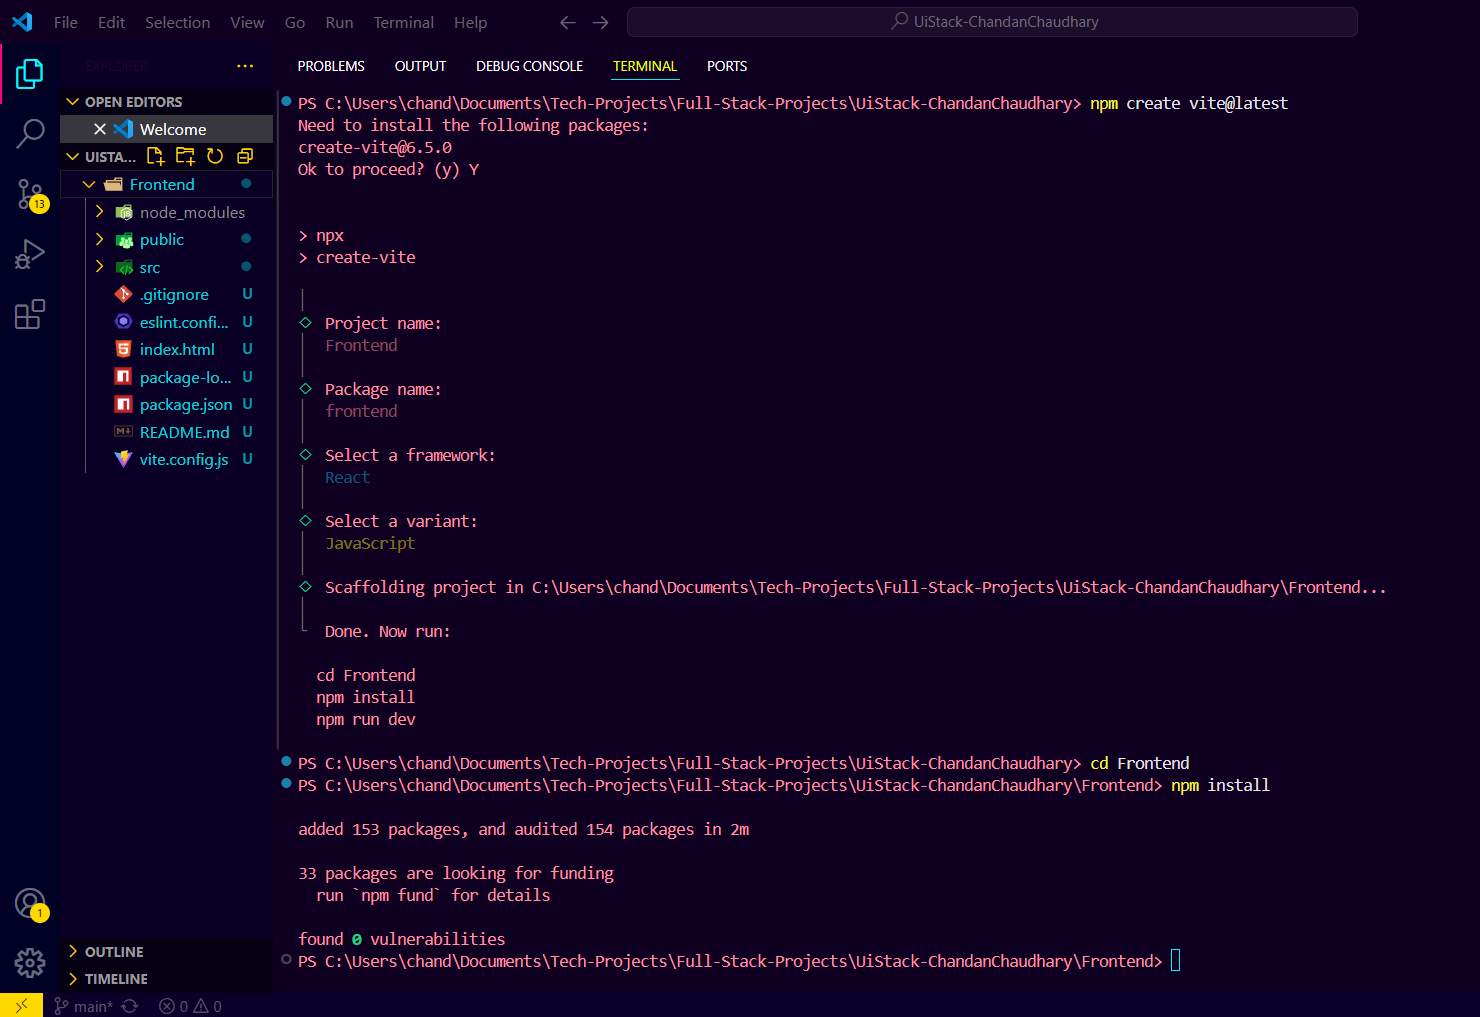 File Edit Selection View Go Run Terminal Help
UiStack-ChandanChaudhary
EXPLORER
OPEN EDITORS
Welcome
UISTA...
Frontend
node_modules
public
src
.gitignore U
eslint.confi... U
index.html U
package-lo... U
package.json U
README.md U
vite.config.js U
OUTLINE
TIMELINE
13
1
PROBLEMS OUTPUT DEBUG CONSOLE TERMINAL PORTS
PS C:\Users\chand\Documents\Tech-Projects\Full-Stack-Projects\UiStack-ChandanChaudhary> npm create vite@latest
Need to install the following packages:
create-vite@6.5.0
Ok to proceed? (y) Y
> npx
> create-vite
Project name:
Frontend
Package name:
frontend
Select a framework:
React
Select a variant:
JavaScript
Scaffolding project in C:\Users\chand\Documents\Tech-Projects\Full-Stack-Projects\UiStack-ChandanChaudhary\Frontend...
Done. Now run:
cd Frontend
npm install
npm run dev
PS C:\Users\chand\Documents\Tech-Projects\Full-Stack-Projects\UiStack-ChandanChaudhary> cd Frontend
PS C:\Users\chand\Documents\Tech-Projects\Full-Stack-Projects\UiStack-ChandanChaudhary\Frontend> npm install
added 153 packages, and audited 154 packages in 2m
33 packages are looking for funding
run `npm fund` for details
found 0 vulnerabilities
PS C:\Users\chand\Documents\Tech-Projects\Full-Stack-Projects\UiStack-ChandanChaudhary\Frontend>
main* 0 0